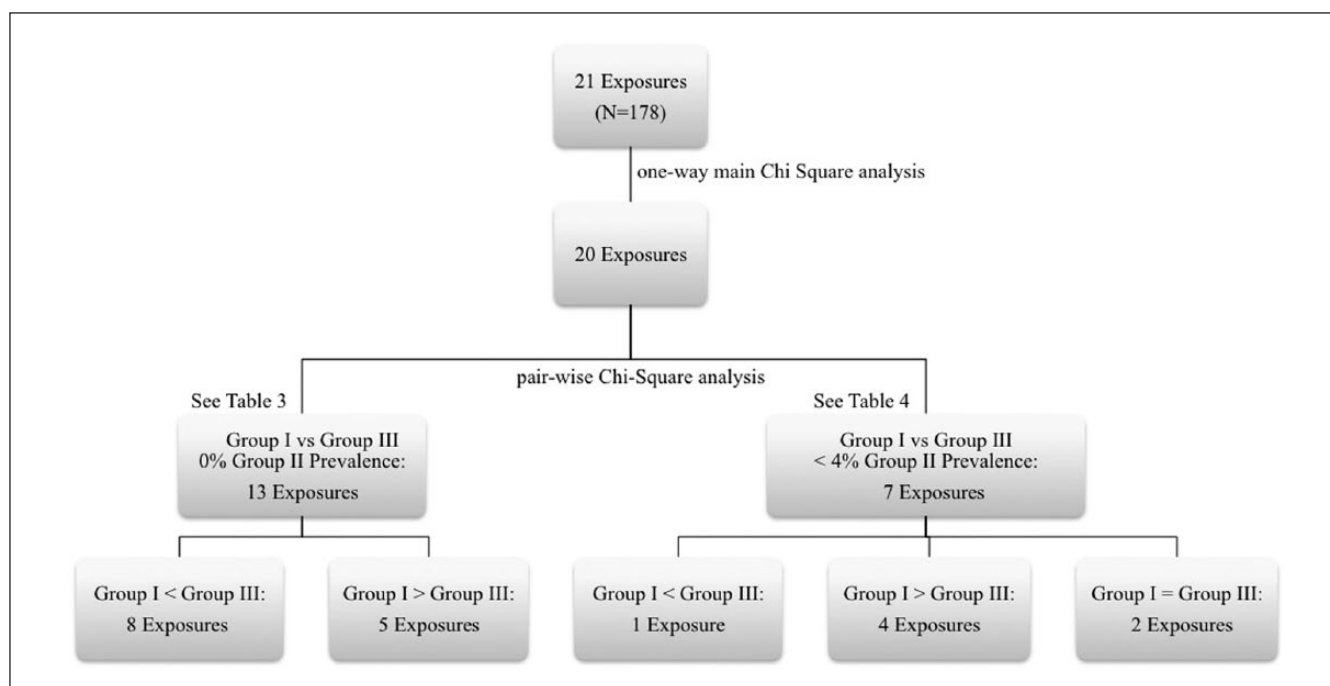 21 Exposures
(N=178)
one-way main Chi Square analysis
20 Exposures
pair-wise Chi-Square analysis
See Table 3
See Table 4
Group I vs Group III
0% Group II Prevalence:
13 Exposures
Group I vs Group III
< 4% Group II Prevalence:
7 Exposures
Group I < Group III:
8 Exposures
Group I > Group III:
5 Exposures
Group I < Group III:
1 Exposure
Group I > Group III:
4 Exposures
Group I = Group III:
2 Exposures